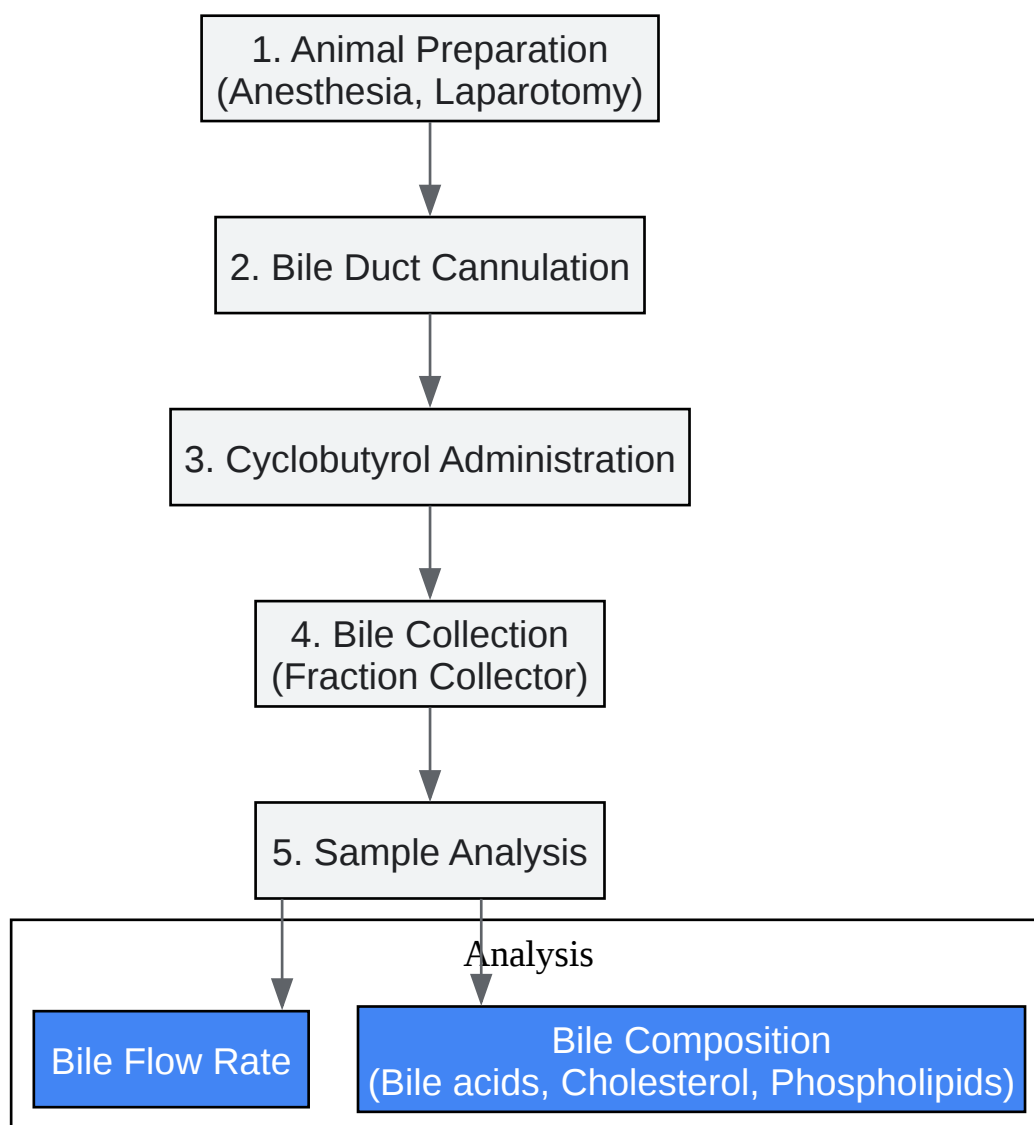 1. Animal Preparation
(Anesthesia, Laparotomy)
2. Bile Duct Cannulation
3. Cyclobutyrol Administration
4. Bile Collection
(Fraction Collector)
5. Sample Analysis
Analysis
Bile Flow Rate
Bile Composition
(Bile acids, Cholesterol, Phospholipids)